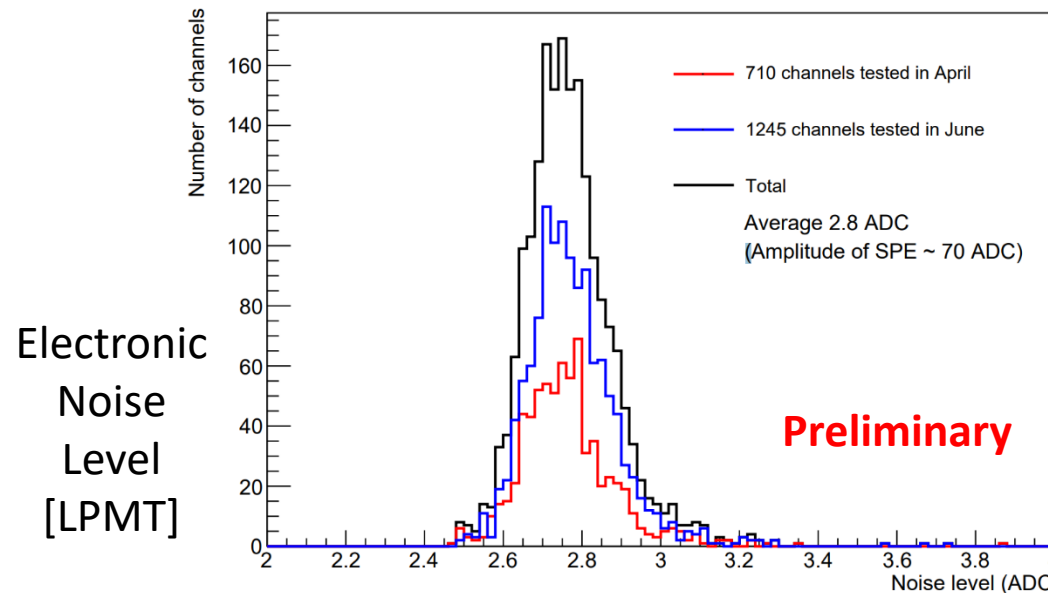 Number of channels
160
140
120
100
80
60
40
20
0
2
2.2
2.4
2.6
2.8
3
3.2
3.4
3.6
3.8
Noise level (ADC
710 channels tested in April
1245 channels tested in June
Total
Average 2.8 ADC
(Amplitude of SPE ~ 70 ADC)
Electronic
Noise
Level
[LPMT]
Preliminary